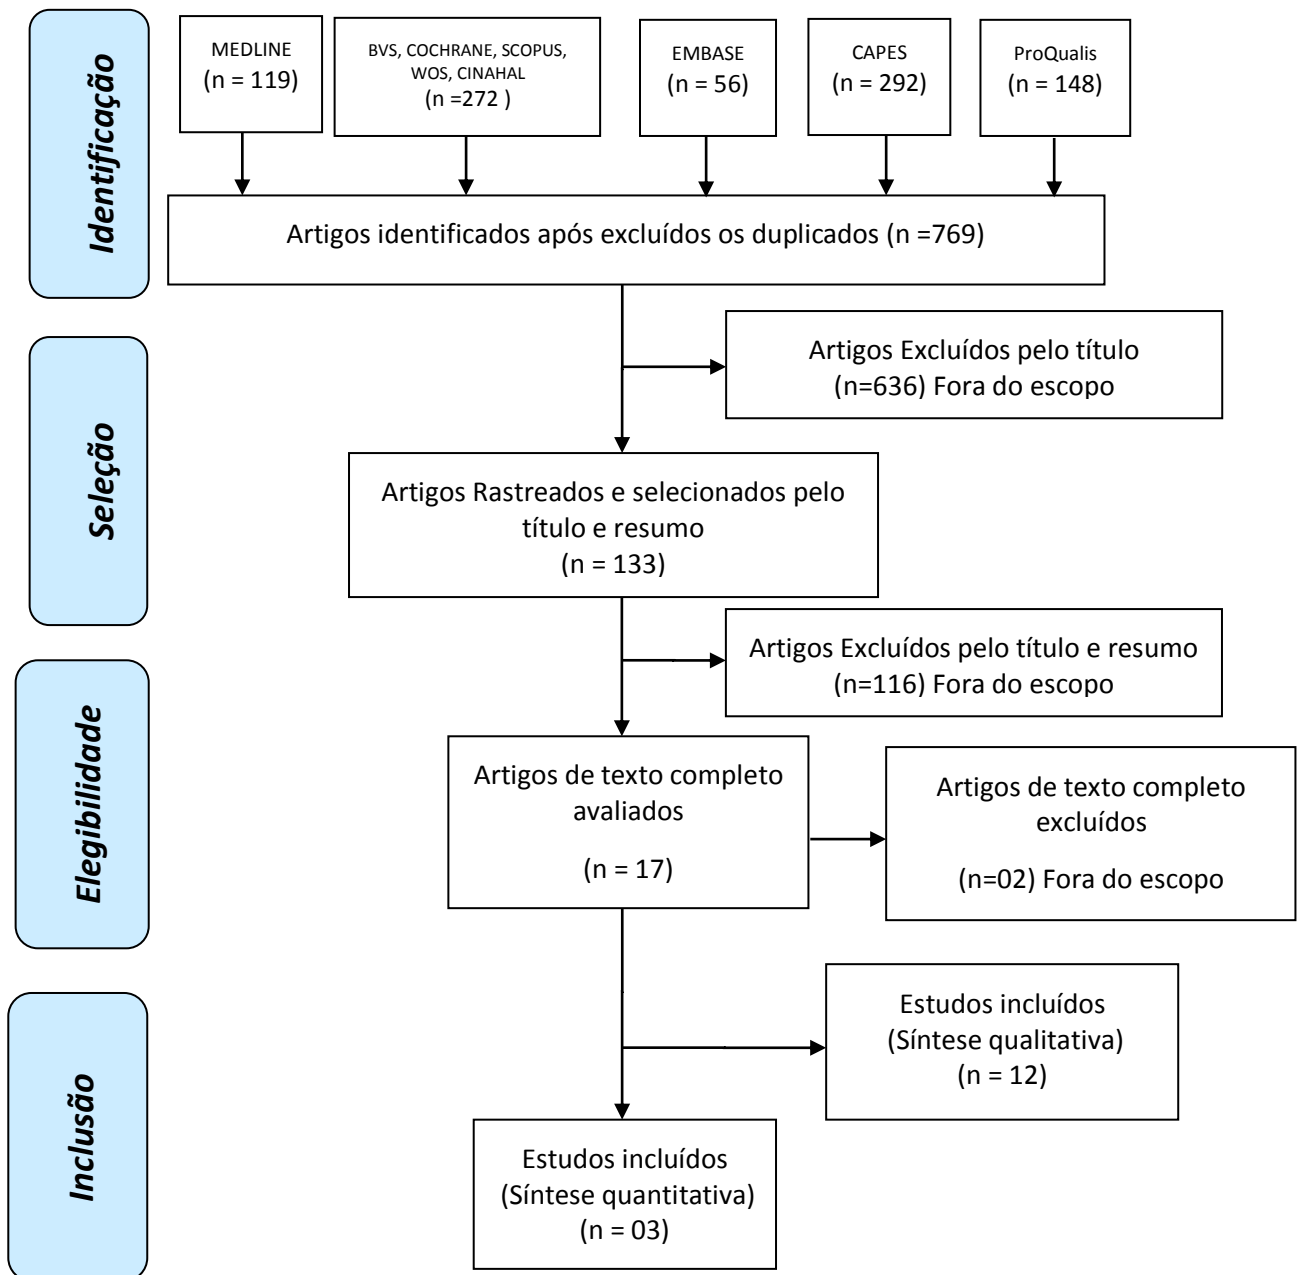 Identificação
MEDLINE
(n = 119)
BVS, COCHRANE, SCOPUS,
WOS, CINAHAL
(n =272 )
EMBASE
(n = 56)
CAPES
(n = 292)
ProQualis
(n = 148)
Artigos identificados após excluídos os duplicados (n =769)
Seleção
Artigos Excluídos pelo título
(n=636) Fora do escopo
Artigos Rastreados e selecionados pelo
título e resumo
(n = 133)
Artigos Excluídos pelo título e resumo
(n=116) Fora do escopo
Elegibilidade
Artigos de texto completo
avaliados
(n = 17)
Artigos de texto completo
excluídos
(n=02) Fora do escopo
Inclusão
Estudos incluídos
(Síntese qualitativa)
(n = 12)
Estudos incluídos
(Síntese quantitativa)
(n = 03)